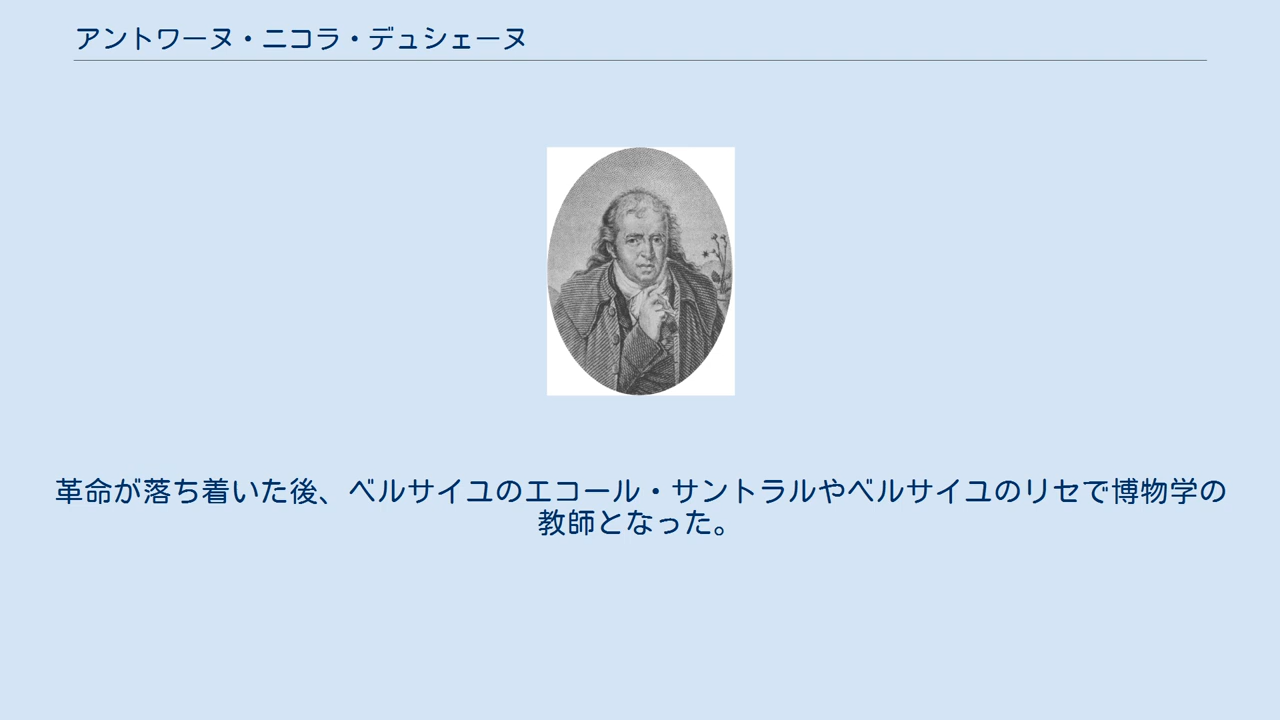 アントワーヌ・ニコラ・デュシェーヌ
革命が落ち着いた後、ベルサイユのエコール・サントラルやベルサイユのリセで博物学の
教師となった。